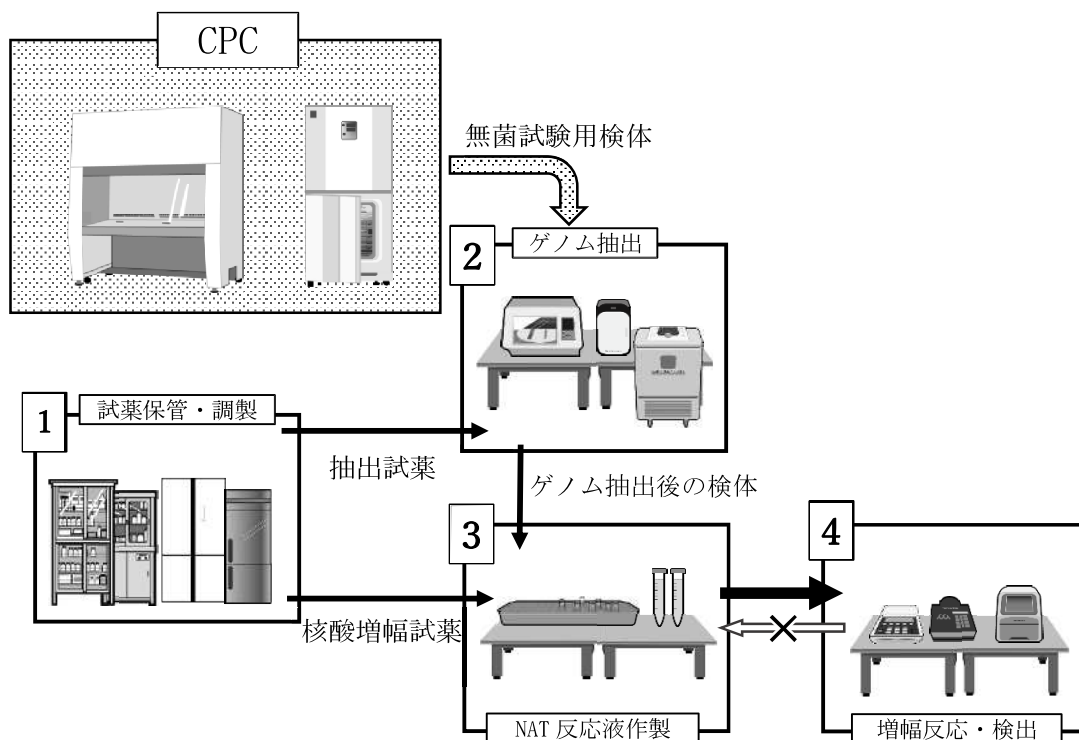 CPC
無菌試験用検体
2
ゲノム抽出
1
試薬保管・調製
抽出試薬
ゲノム抽出後の検体
3
4
核酸増幅試薬
NAT 反応液作製
増幅反応・検出